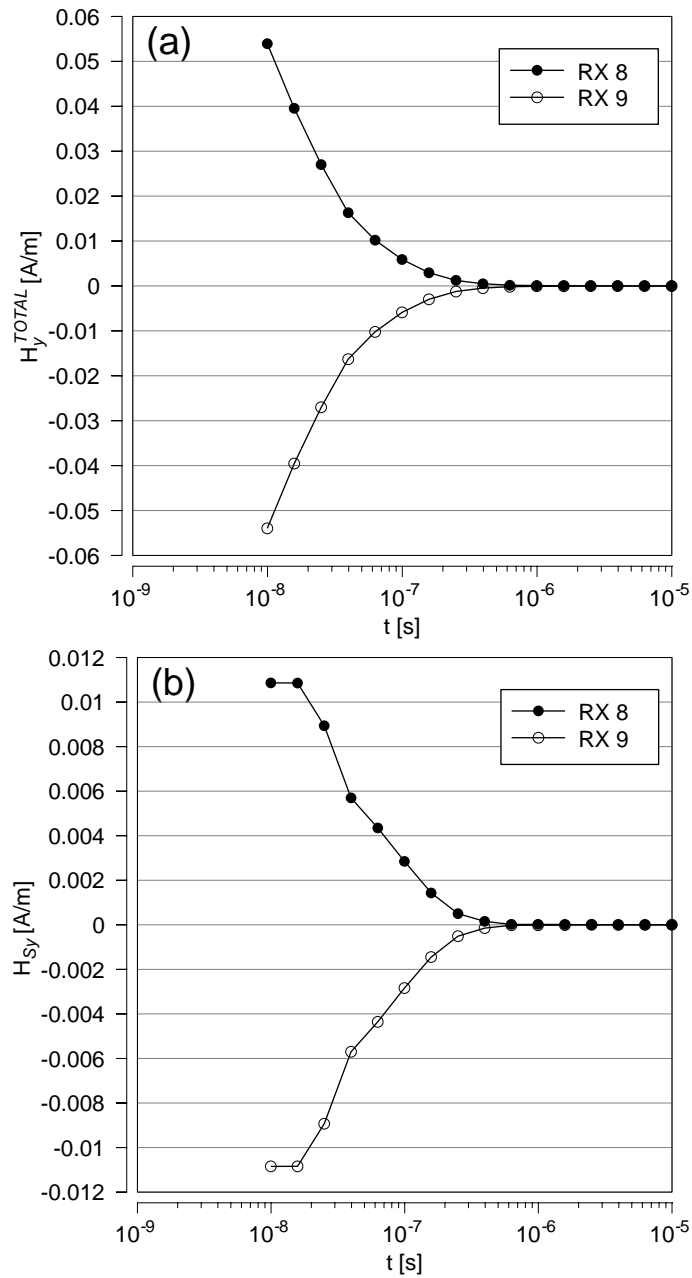 (a)
RX 8
RX 9
0.06
0.05
0.04
0.03
0.02
0.01
0
-0.01
-0.02
-0.03
-0.04
-0.05
-0.06
H_y^TOTAL [A/m]
10^-9 10^-8 10^-7 10^-6 10^-5
t [s]
(b)
RX 8
RX 9
0.012
0.01
0.008
0.006
0.004
0.002
0
-0.002
-0.004
-0.006
-0.008
-0.01
-0.012
H_Sy [A/m]
10^-9 10^-8 10^-7 10^-6 10^-5
t [s]